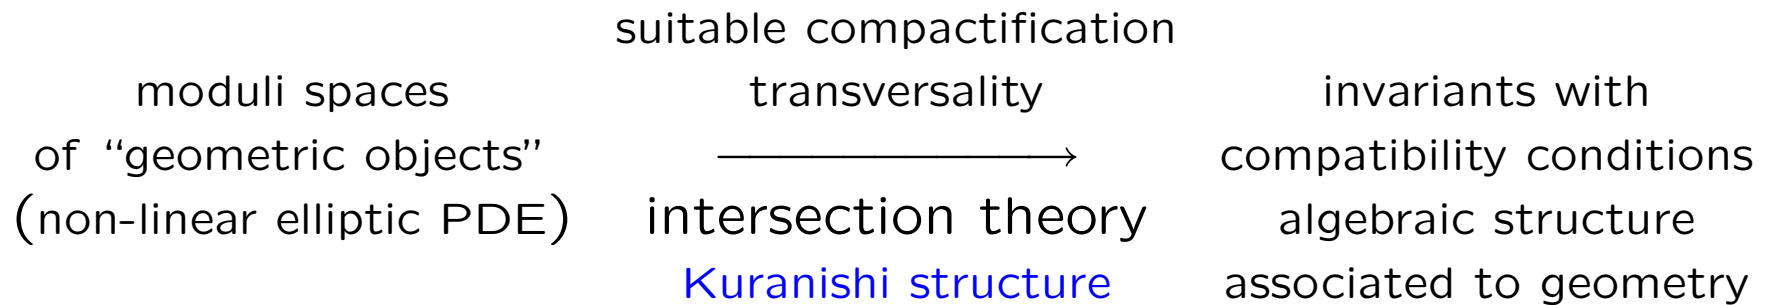 suitable compactification
moduli spaces
of “geometric objects”
(non-linear elliptic PDE)
transversality
intersection theory
Kuranishi structure
invariants with
compatibility conditions
algebraic structure
associated to geometry